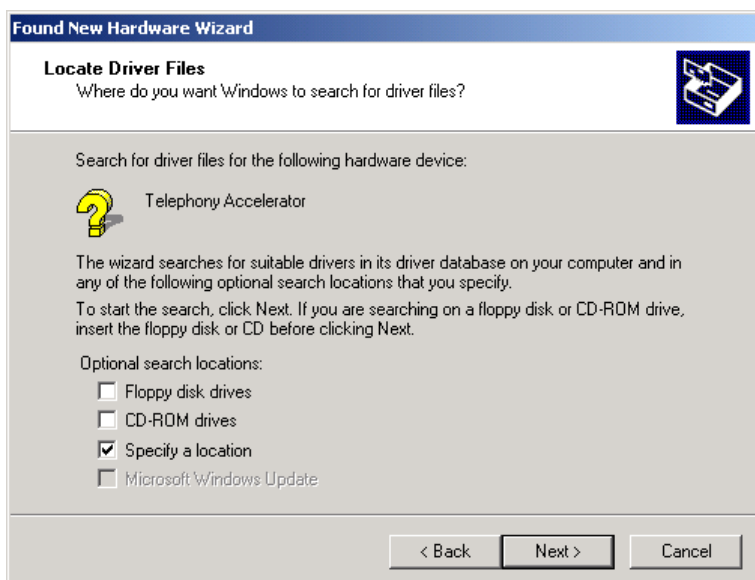 Found New Hardware Wizard
Locate Driver Files
Where do you want Windows to search for driver files?
Search for driver files for the following hardware device:
Telephony Accelerator
The wizard searches for suitable drivers in its driver database on your computer and in
any of the following optional search locations that you specify.
To start the search, click Next. If you are searching on a floppy disk or CD-ROM drive,
insert the floppy disk or CD before clicking Next.
Optional search locations:
Floppy disk drives
CD-ROM drives
Specify a location
Microsoft Windows Update
< Back Next > Cancel